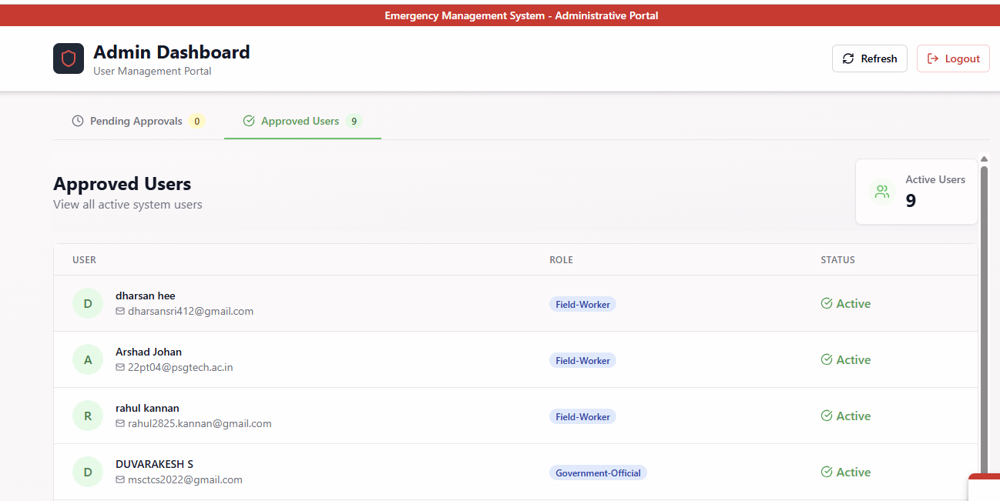 Emergency Management System - Administrative Portal
Admin Dashboard
User Management Portal
Refresh
Logout
Pending Approvals 0
Approved Users 9
Approved Users
View all active system users
Active Users
9
USER ROLE STATUS
D
dharsan hee
dharsansri412@gmail.com
Field-Worker
Active
A
Arshad Johan
22pt04@psgtech.ac.in
Field-Worker
Active
R
rahul kannan
rahul2825.kannan@gmail.com
Field-Worker
Active
D
DUVARAKESH S
msctcs2022@gmail.com
Government-Official
Active